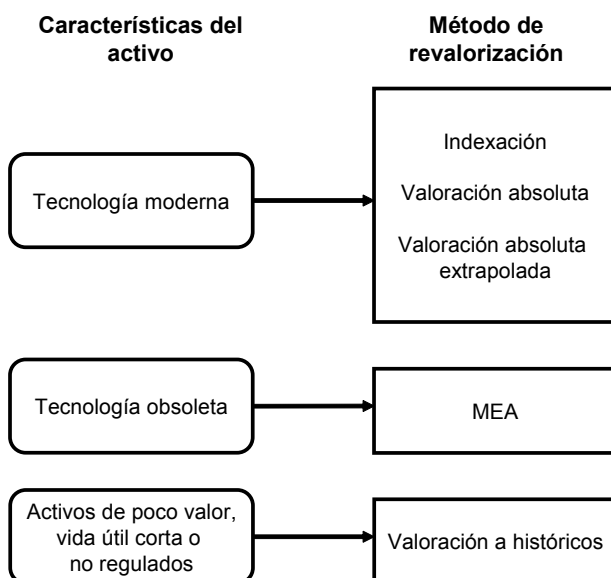 Características del
activo
Método de
revalorización
Tecnología moderna
Indexación
Valoración absoluta
Valoración absoluta
extrapolada
Tecnología obsoleta
MEA
Activos de poco valor,
vida útil corta o
no regulados
Valoración a históricos